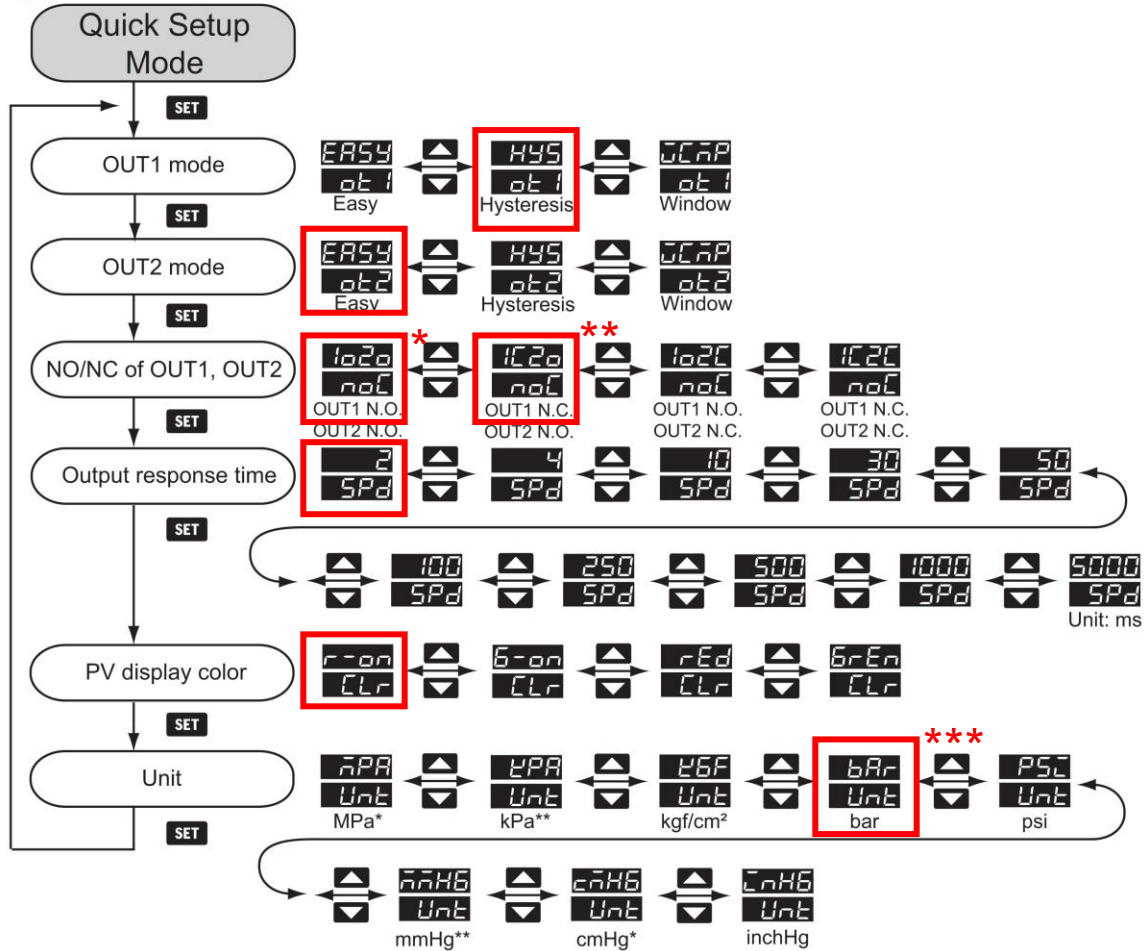 Quick Setup
Mode
SET
OUT1 mode
EASY HYS WCMP
ot1 ot1 ot1
Easy Hysteresis Window
SET
OUT2 mode
EASY HYS WCMP
ot2 ot2 ot2
Easy Hysteresis Window
SET
NO/NC of OUT1, OUT2
1o2o * 1C2o ** 1o2C 1C2C
noC noC noC noC
OUT1 N.O. OUT1 N.C. OUT1 N.O. OUT1 N.C.
OUT2 N.O. OUT2 N.O. OUT2 N.C. OUT2 N.C.
SET
Output response time
2 4 10 30 50
SPd SPd SPd SPd SPd
SET
100 250 500 1000 5000
SPd SPd SPd SPd SPd
Unit: ms
PV display color
r-on G-on rEd GrEn
CLr CLr CLr CLr
SET
Unit
MPA KPA KGF bAr *** PSI
Unt Unt Unt Unt Unt
MPa* kPa** kgf/cm² bar psi
SET
mmHG cmHG InHG
Unt Unt Unt
mmHg** cmHg* inchHg